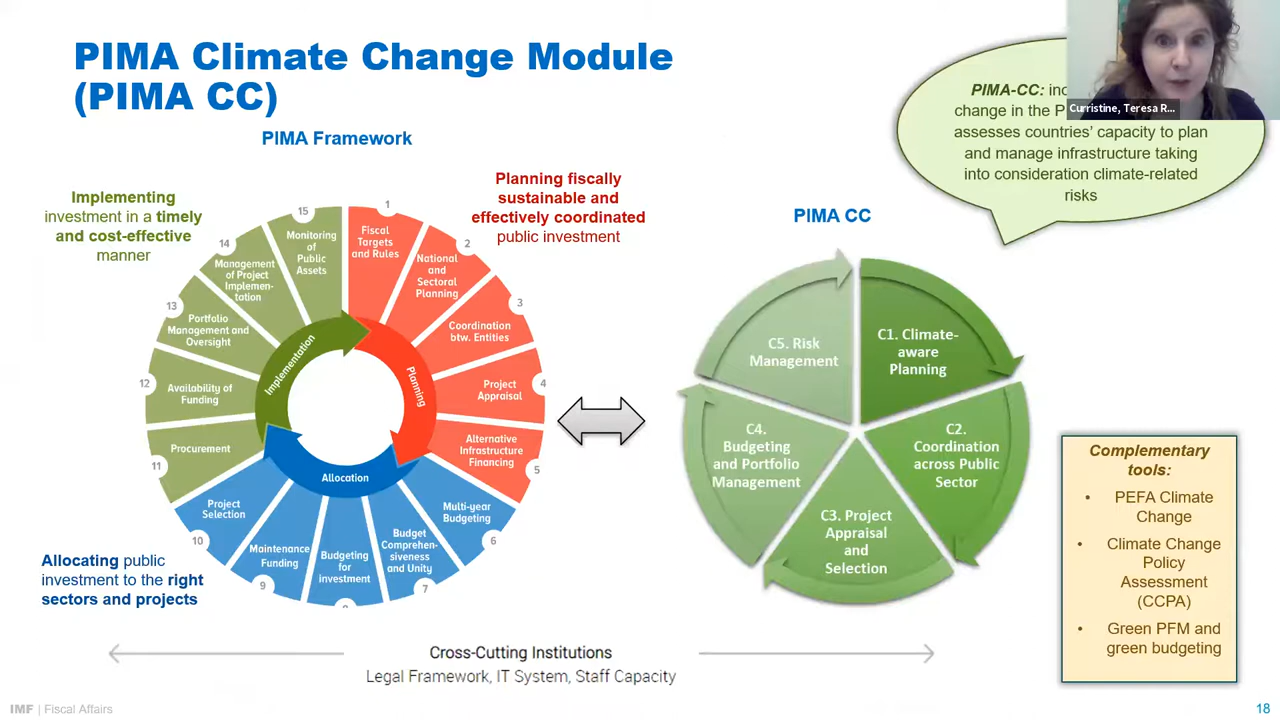 PIMA Climate Change Module
(PIMA CC)
PIMA Framework
Implementing
investment in a timely
and cost-effective
manner
Planning fiscally
sustainable and
effectively coordinated
public investment
Allocating public
investment to the right
sectors and projects
1
Fiscal
Targets
and Rules
2
National
and
Sectoral
Planning
3
Coordination
btw. Entities
4
Project
Appraisal
5
Alternative
Infrastructure
Financing
6
Multi-year
Budgeting
7
Budget
Comprehen-
siveness
and Unity
8
Budgeting
for
investment
9
Maintenance
Funding
10
Project
Selection
11
Procurement
12
Availability of
Funding
13
Portfolio
Management and
Oversight
14
Management
of Project
Implemen-
tation
15
Monitoring
of
Public
Assets
Implementation
Planning
Allocation
PIMA CC
C1. Climate-
aware
Planning
C2.
Coordination
across Public
Sector
C3. Project
Appraisal
and
Selection
C4.
Budgeting
and Portfolio
Management
C5. Risk
Management
PIMA-CC:
change in the
assesses countries' capacity to plan
and manage infrastructure taking
into consideration climate-related
risks
Curristine, Teresa R...
Complementary
tools:
• PEFA Climate
Change
• Climate Change
Policy
Assessment
(CCPA)
• Green PFM and
green budgeting
Cross-Cutting Institutions
Legal Framework, IT System, Staff Capacity
IMF | Fiscal Affairs
18